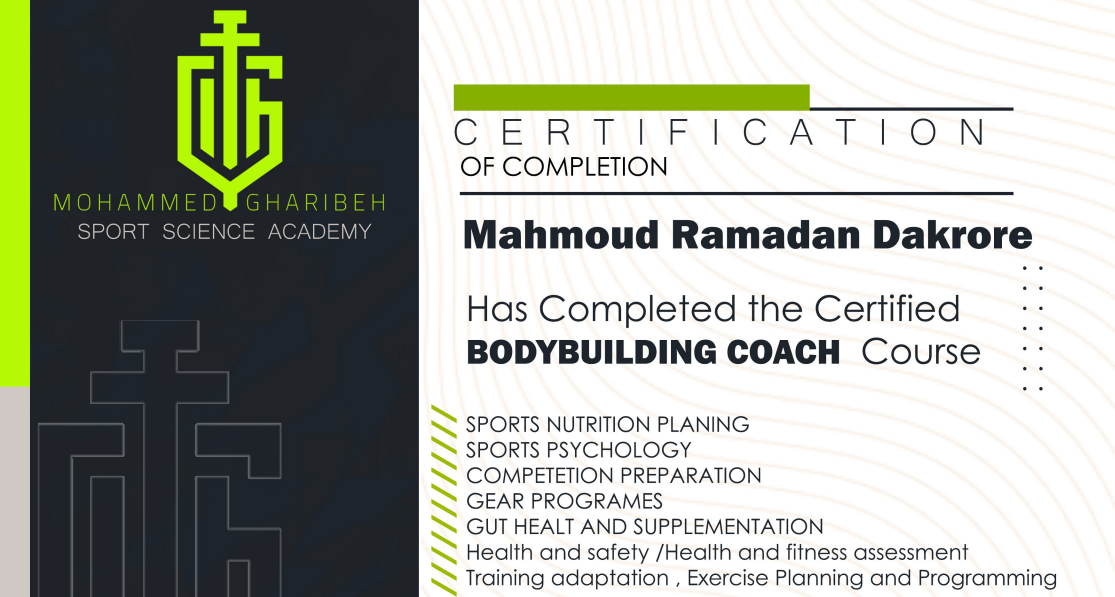 MOHAMMED GHARIBEH
SPORT SCIENCE ACADEMY
CERTIFICATION
OF COMPLETION
Mahmoud Ramadan Dakrore
Has Completed the Certified
BODYBUILDING COACH Course
SPORTS NUTRITION PLANING
SPORTS PSYCHOLOGY
COMPETETION PREPARATION
GEAR PROGRAMES
GUT HEALT AND SUPPLEMENTATION
Health and safety /Health and fitness assessment
Training adaptation , Exercise Planning and Programming